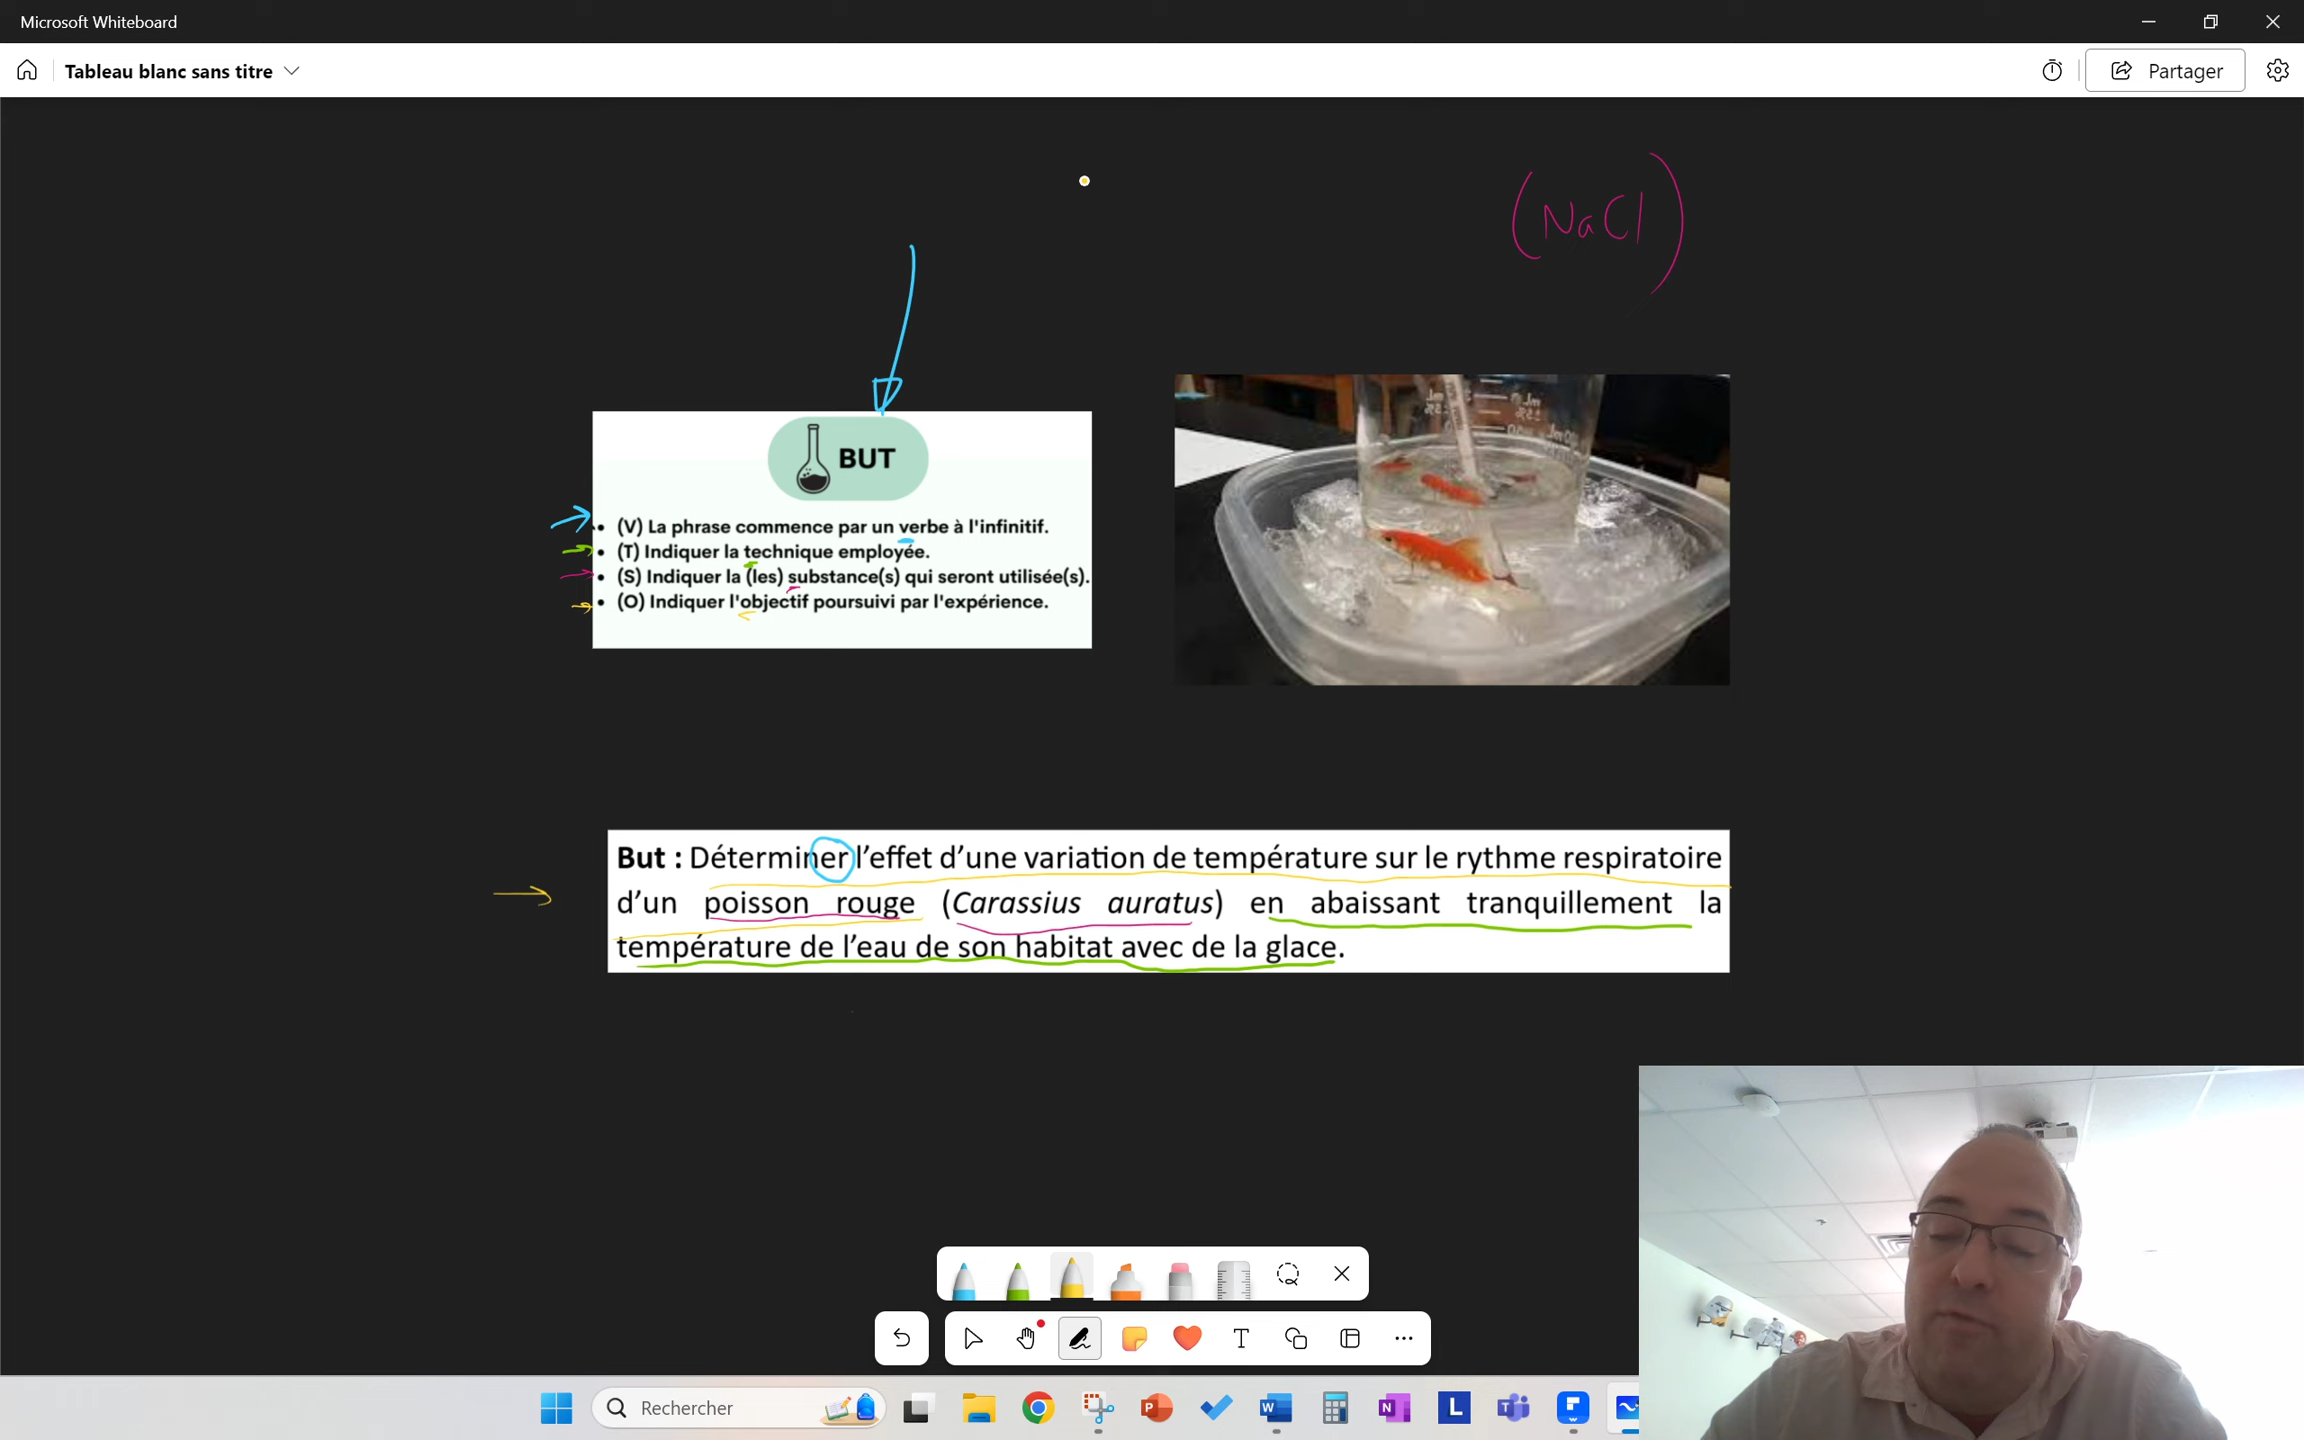 Microsoft Whiteboard
Tableau blanc sans titre
Partager
(NaCl)
BUT
• (V) La phrase commence par un verbe à l'infinitif.
• (T) Indiquer la technique employée.
• (S) Indiquer la (les) substance(s) qui seront utilisée(s).
• (O) Indiquer l'objectif poursuivi par l'expérience.
But : Déterminer l’effet d’une variation de température sur le rythme respiratoire
d’un poisson rouge (Carassius auratus) en abaissant tranquillement la
température de l’eau de son habitat avec de la glace.
Rechercher